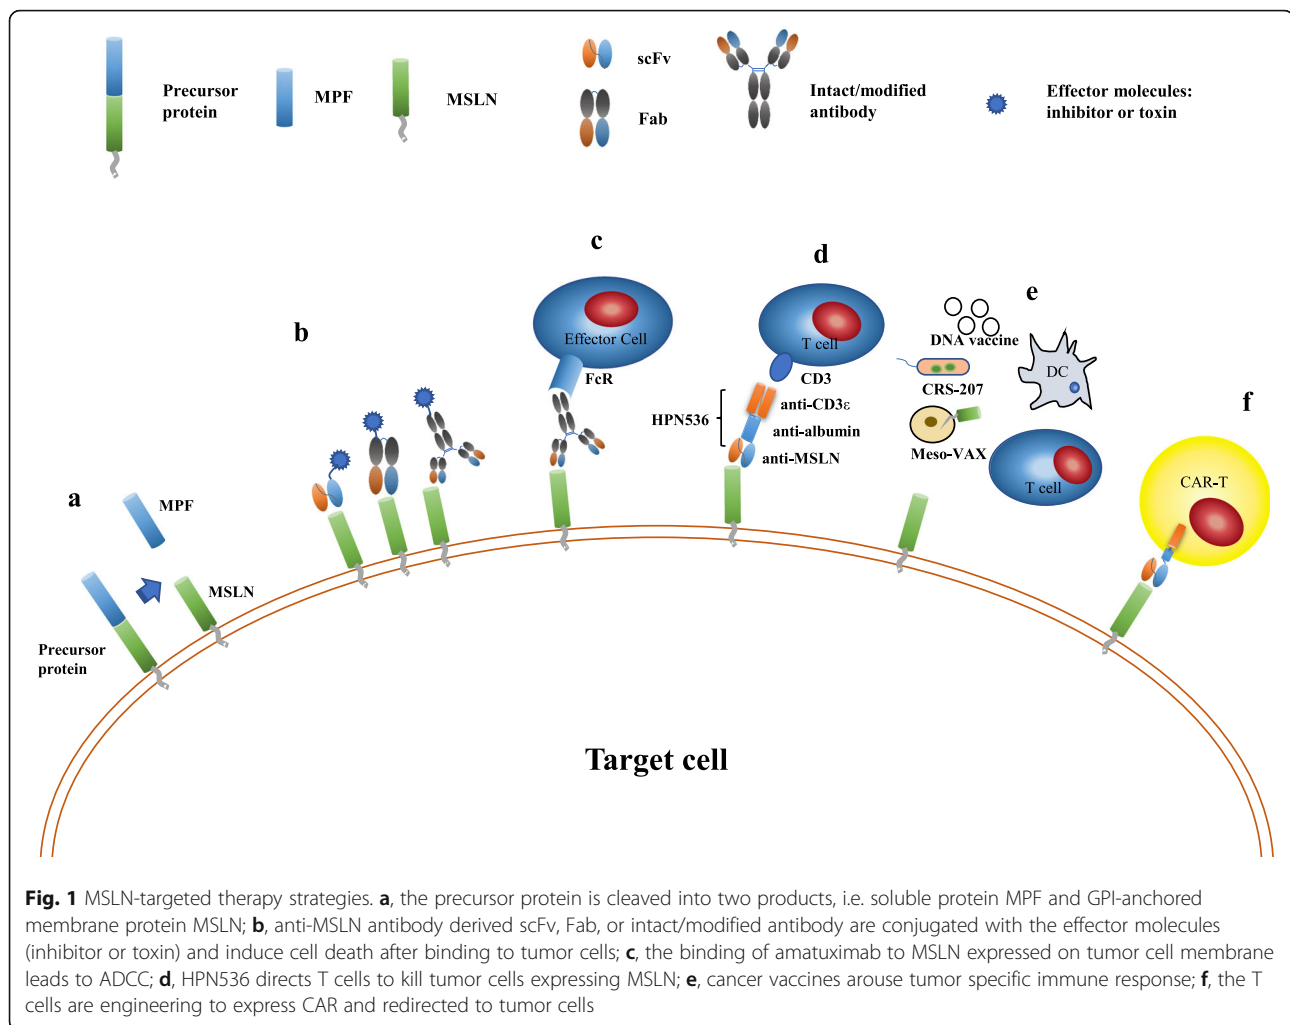 Precursor
protein
MPF
MSLN
scFv
Fab
Intact/modified
antibody
Effector molecules:
inhibitor or toxin
a
MPF
MSLN
Precursor
protein
b
c
Effector Cell
FcR
d
T cell
CD3
HPN536
anti-CD3ε
anti-albumin
anti-MSLN
e
DNA vaccine
DC
CRS-207
Meso-VAX
T cell
f
CAR-T
Target cell
Fig. 1 MSLN-targeted therapy strategies. a, the precursor protein is cleaved into two products, i.e. soluble protein MPF and GPI-anchored
membrane protein MSLN; b, anti-MSLN antibody derived scFv, Fab, or intact/modified antibody are conjugated with the effector molecules
(inhibitor or toxin) and induce cell death after binding to tumor cells; c, the binding of amatuximab to MSLN expressed on tumor cell membrane
leads to ADCC; d, HPN536 directs T cells to kill tumor cells expressing MSLN; e, cancer vaccines arouse tumor specific immune response; f, the T
cells are engineering to express CAR and redirected to tumor cells